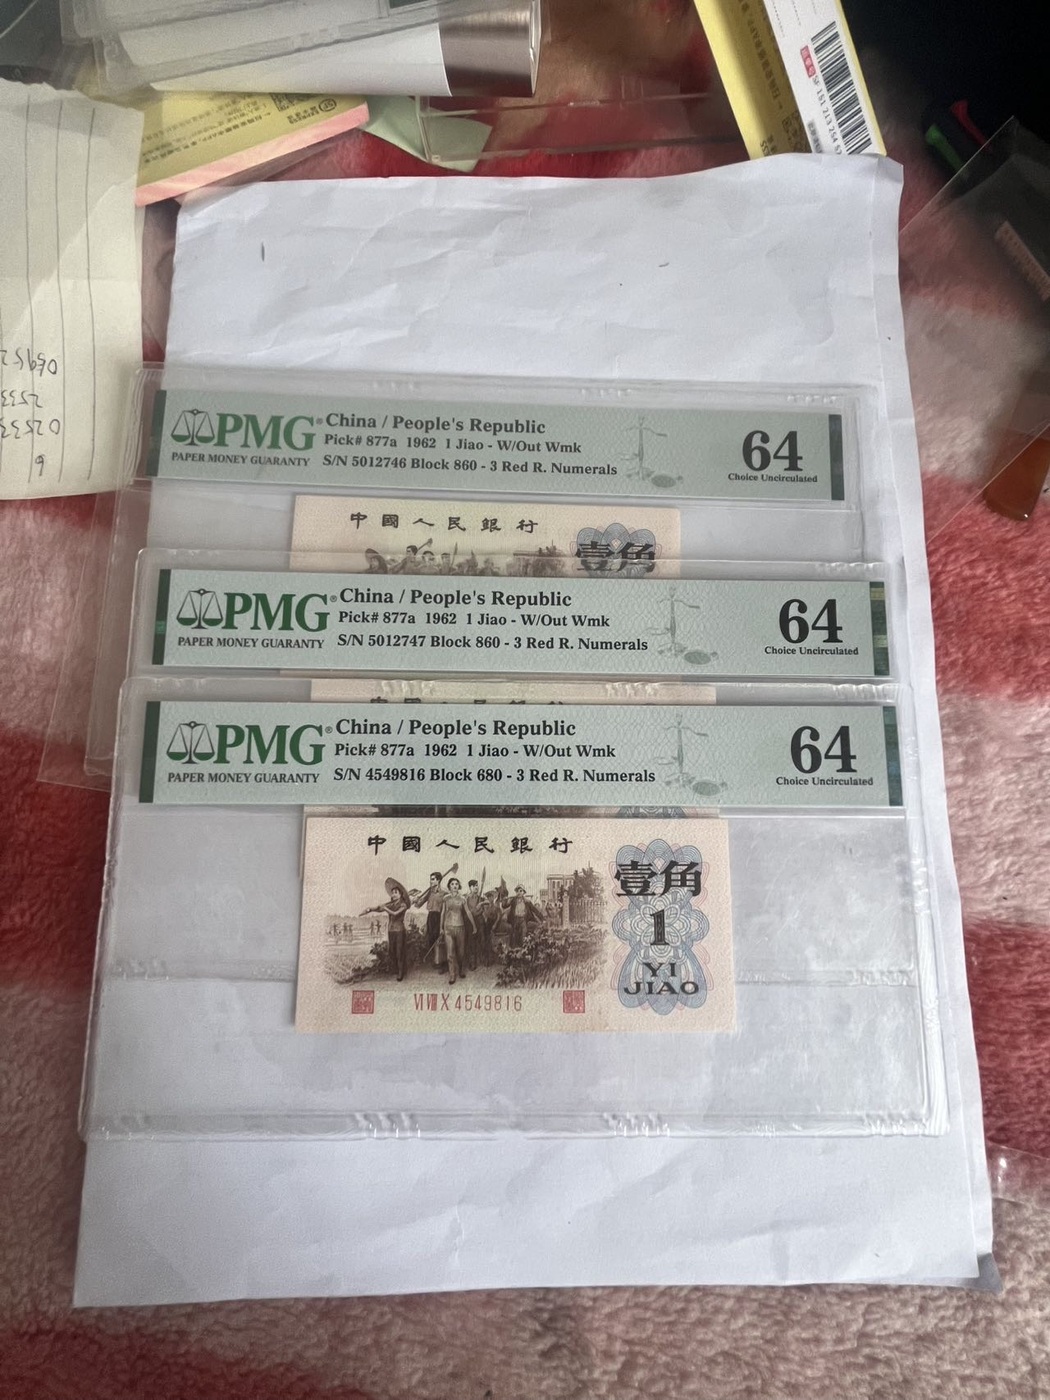 SF 151 213 254
PMG®
PAPER MONEY GUARANTY
China / People's Republic
Pick# 877a 1962 1 Jiao - W/Out Wmk
S/N 5012746 Block 860 - 3 Red R. Numerals
64
Choice Uncirculated
中國人民銀行
壹角
PMG®
PAPER MONEY GUARANTY
China / People's Republic
Pick# 877a 1962 1 Jiao - W/Out Wmk
S/N 5012747 Block 860 - 3 Red R. Numerals
64
Choice Uncirculated
PMG®
PAPER MONEY GUARANTY
China / People's Republic
Pick# 877a 1962 1 Jiao - W/Out Wmk
S/N 4549816 Block 680 - 3 Red R. Numerals
64
Choice Uncirculated
中國人民銀行
壹角
1
YI
JIAO
VI VIII X 4549816